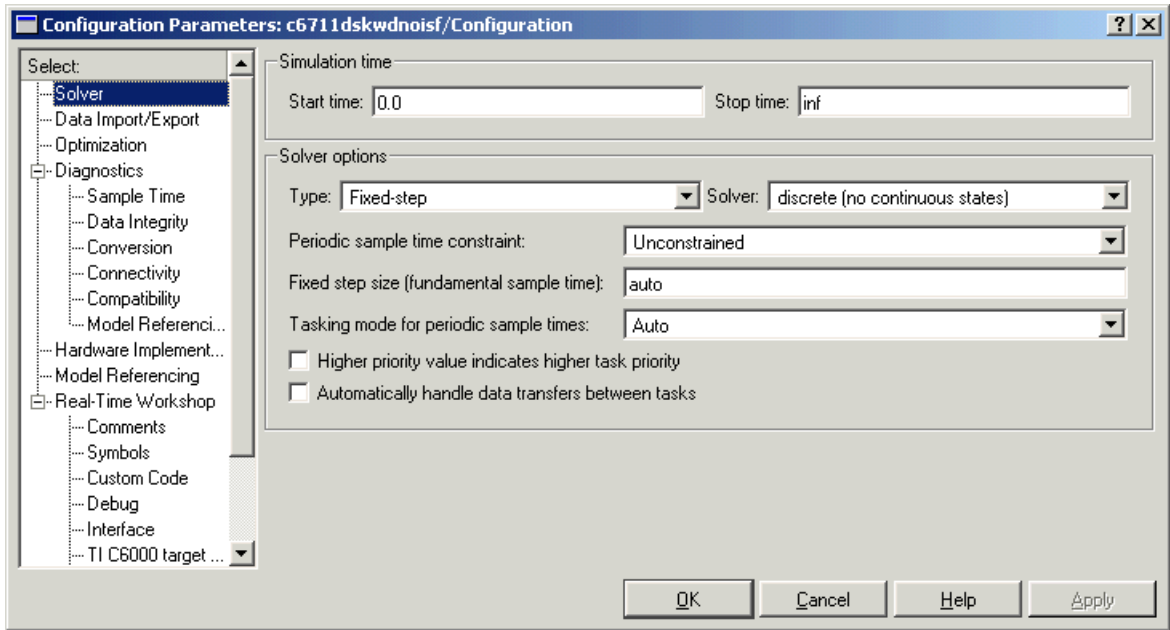 Configuration Parameters: c6711dskwdnoisf/Configuration
Select:
Solver
Data Import/Export
Optimization
Diagnostics
Sample Time
Data Integrity
Conversion
Connectivity
Compatibility
Model Referenci...
Hardware Implement...
Model Referencing
Real-Time Workshop
Comments
Symbols
Custom Code
Debug
Interface
TI C6000 target ...
Simulation time
Start time: 0.0 Stop time: inf
Solver options
Type: Fixed-step Solver: discrete (no continuous states)
Periodic sample time constraint: Unconstrained
Fixed step size (fundamental sample time): auto
Tasking mode for periodic sample times: Auto
Higher priority value indicates higher task priority
Automatically handle data transfers between tasks
OK Cancel Help Apply